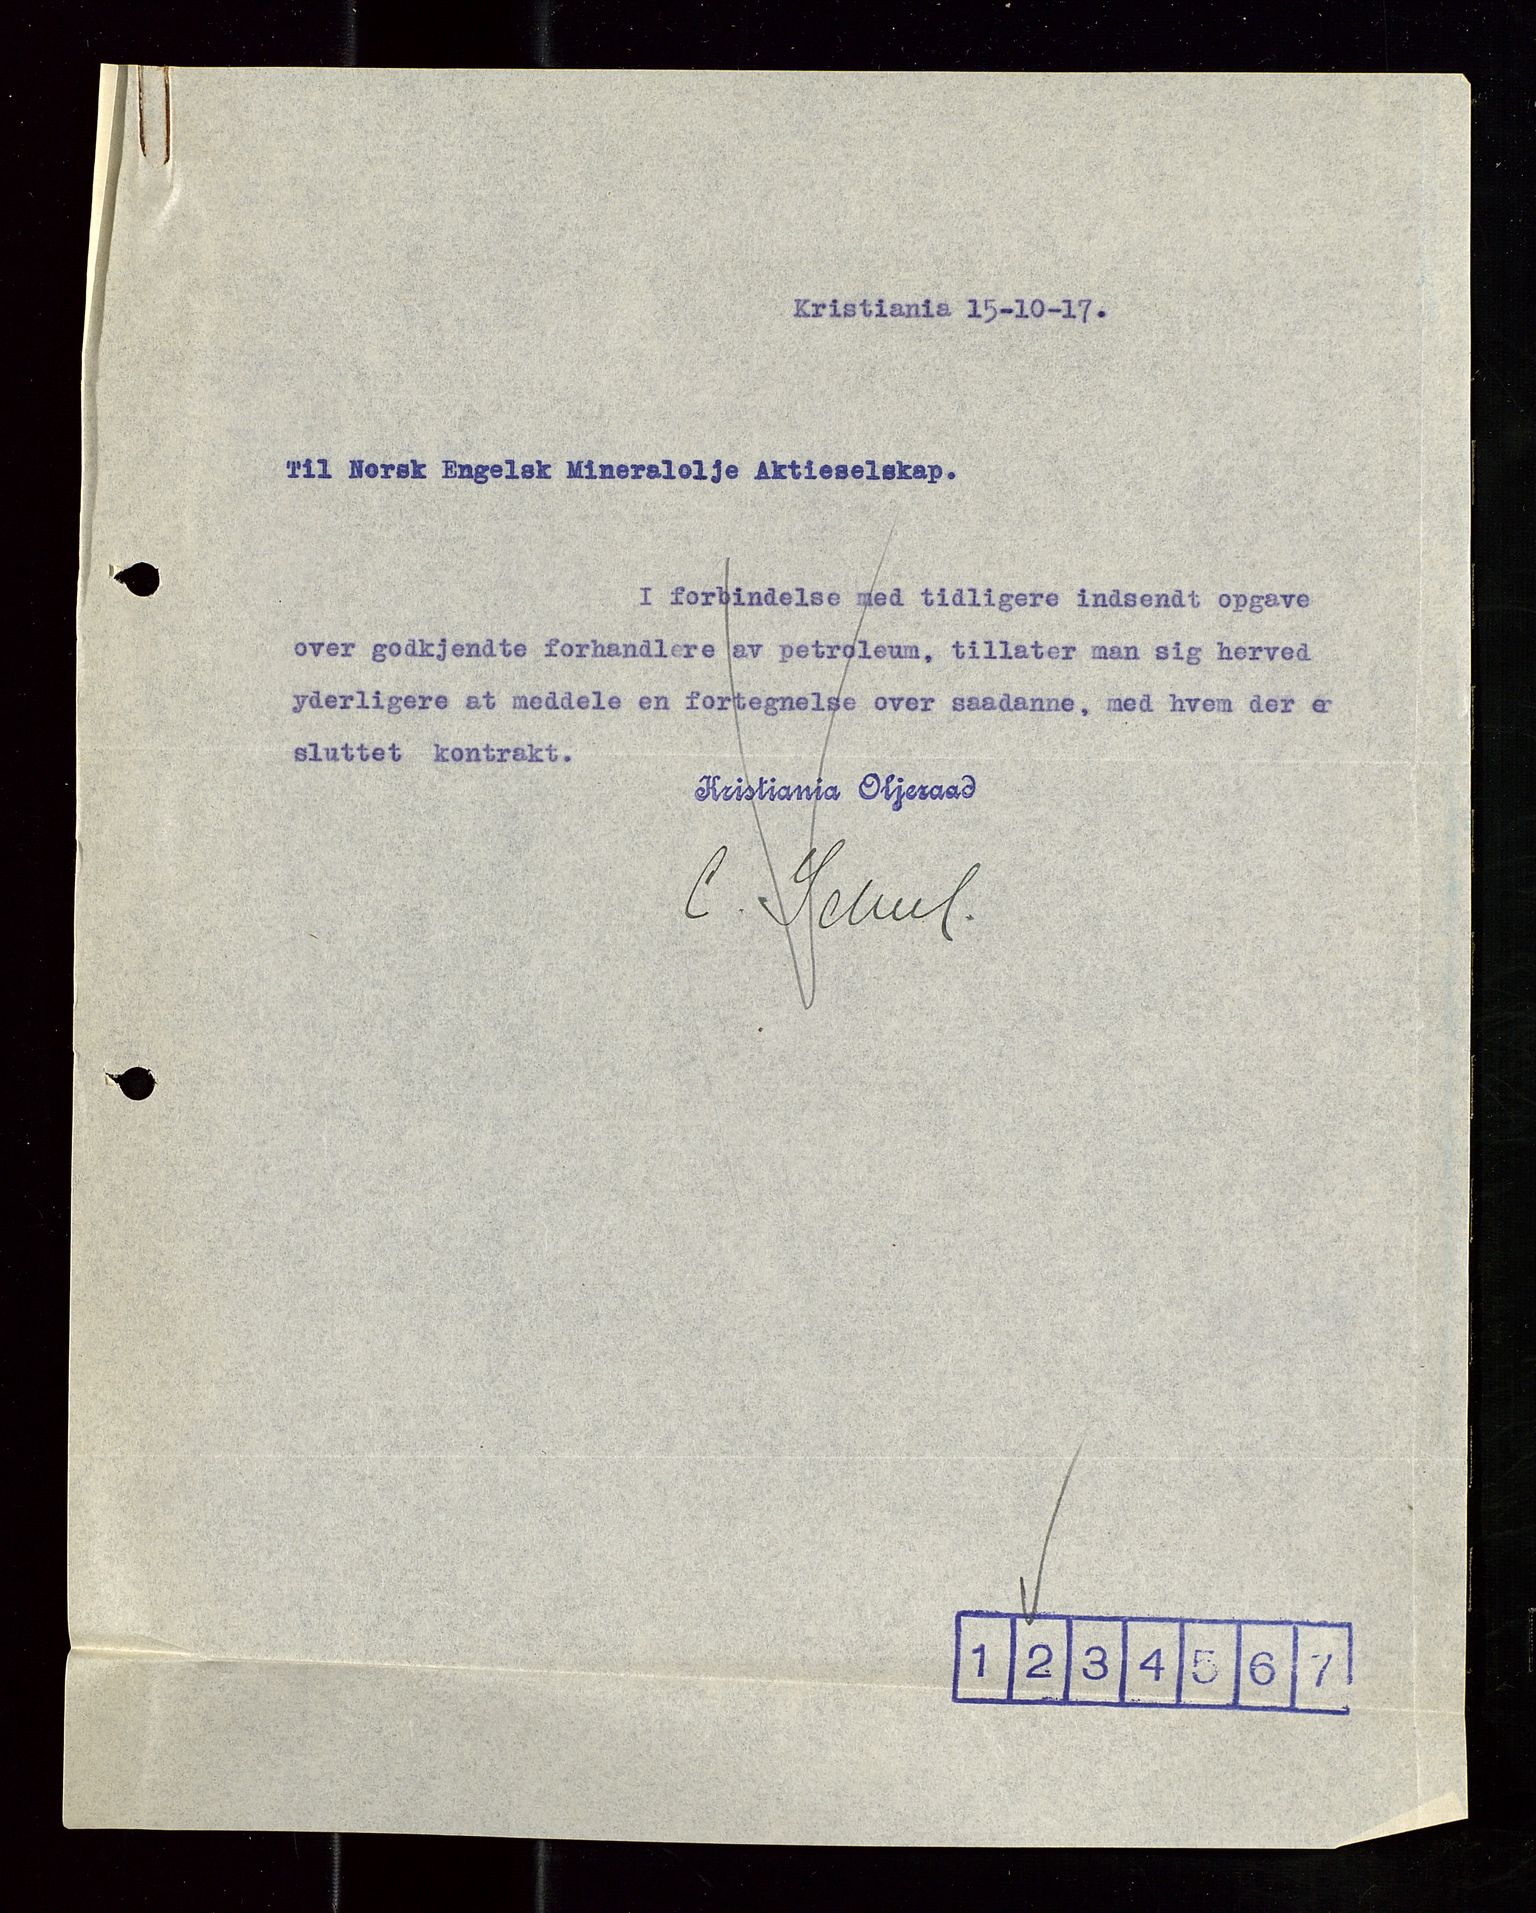 Kristiania 15-10-17.
Til Norsk Engelsk Mineralolje Aktieselskap.
I forbindelse med tidligere indsendt opgave
over godkjendte forhandlere av petroleum, tillater man sig herved
yderligere at meddele en fortegnelse over saadanne, med hvem der er
sluttet kontrakt.
Kristiania Oljeraad
C.
1 2 3 4 5 6 7